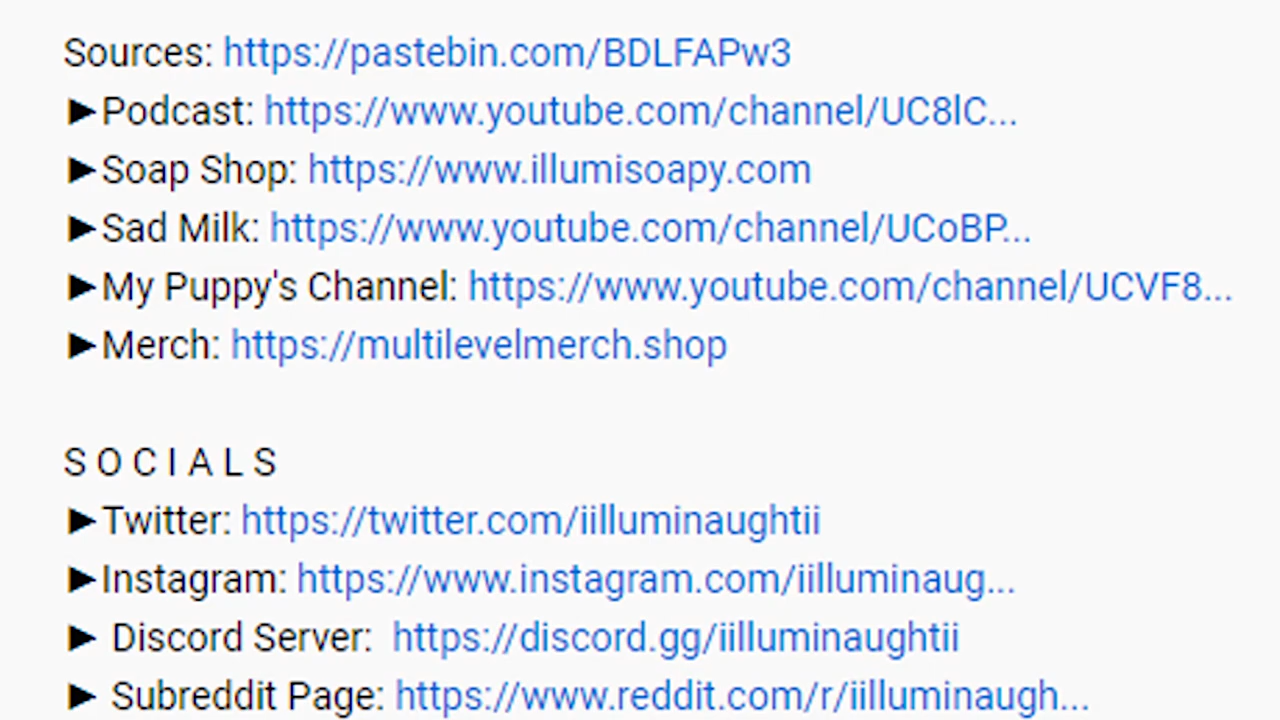 Sources: https://pastebin.com/BDLFAPw3
►Podcast: https://www.youtube.com/channel/UC8lC...
►Soap Shop: https://www.illumisoapy.com
►Sad Milk: https://www.youtube.com/channel/UCoBP...
►My Puppy's Channel: https://www.youtube.com/channel/UCVF8...
►Merch: https://multilevelmerch.shop
S O C I A L S
►Twitter: https://twitter.com/iilluminaughtii
►Instagram: https://www.instagram.com/iilluminaug...
► Discord Server:  https://discord.gg/iilluminaughtii
► Subreddit Page: https://www.reddit.com/r/iilluminaugh...